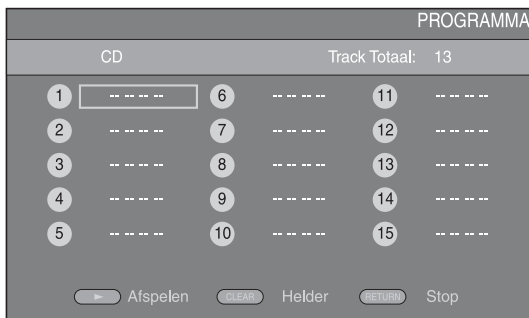 PROGRAMMA
CD Track Totaal: 13
1 -- -- -- -- 6 -- -- -- -- 11 -- -- -- --
2 -- -- -- -- 7 -- -- -- -- 12 -- -- -- --
3 -- -- -- -- 8 -- -- -- -- 13 -- -- -- --
4 -- -- -- -- 9 -- -- -- -- 14 -- -- -- --
5 -- -- -- -- 10 -- -- -- -- 15 -- -- -- --
Afspelen CLEAR Helder RETURN Stop